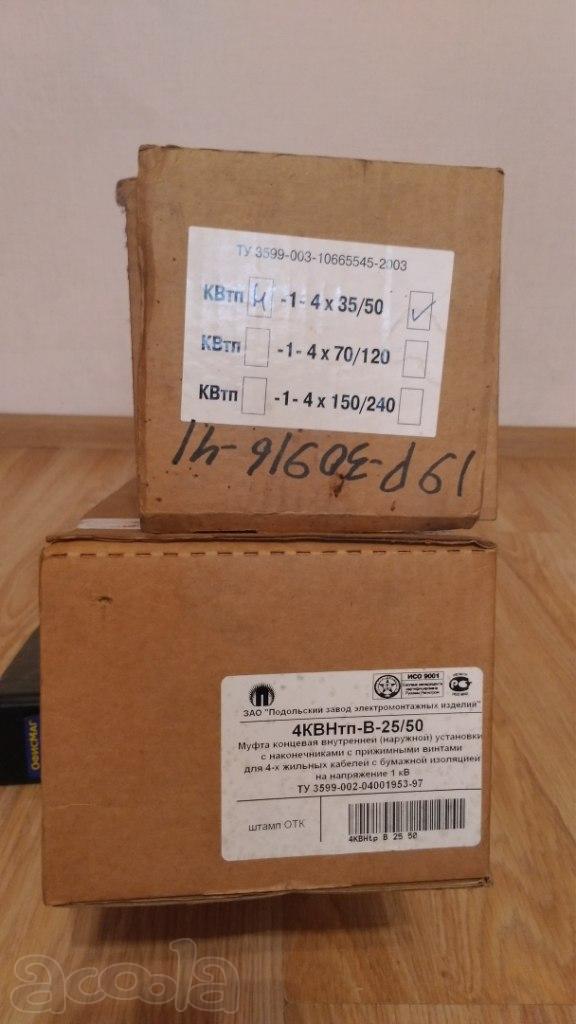 ТУ 3599-003-10665545-2003
КВтп н -1- 4 х 35/50
КВтп -1- 4 х 70/120
КВтп -1- 4 х 150/240
19Р-30916-41
ИСО 9001
ЗАО "Подольский завод электромонтажных изделий"
4КВНтп-В-25/50
Муфта концевая внутренней (наружной) установки
с наконечниками с прижимными винтами
для 4-х жильных кабелей с бумажной изоляцией
на напряжение 1 кВ
ТУ 3599-002-04001953-97
штамп ОТК
4КВНtp B 25 50
ОФИСМАГ
acoola